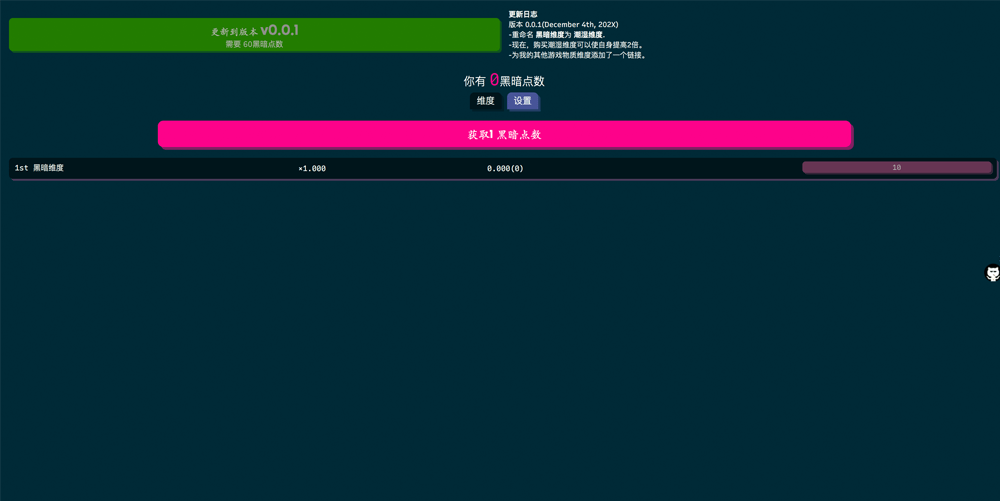 更新到版本 v0.0.1
需要 60黑暗点数
更新日志
版本 0.0.1(December 4th, 202X)
-重命名 黑暗维度为 潮湿维度.
-现在，购买潮湿维度可以使自身提高2倍。
-为我的其他游戏物质维度添加了一个链接。
你有 0黑暗点数
维度 设置
获取1 黑暗点数
1st 黑暗维度 ×1.000 0.000(0) 10